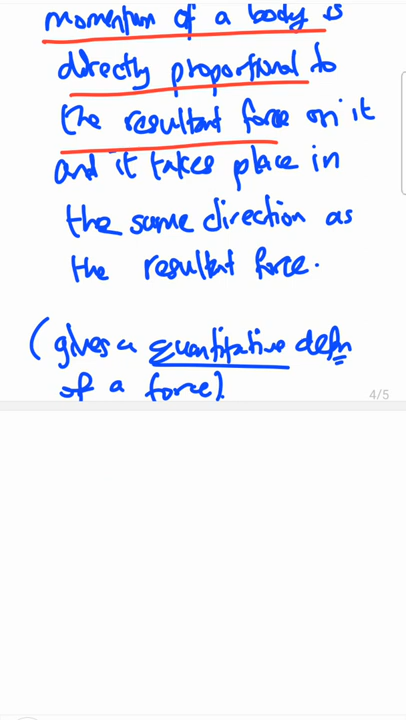 momentum of a body is
directly proportional to
the resultant force on it
and it takes place in
the same direction as
the resultant force.
(gives a quantitative defn
of a force).
4/5